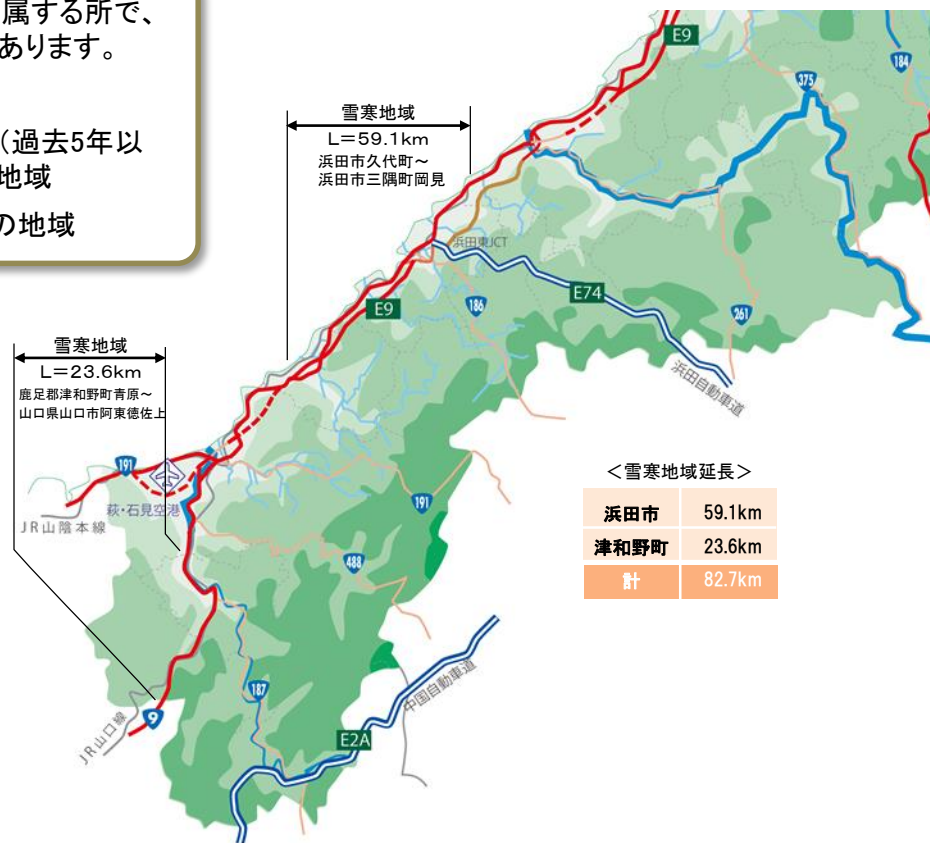 属する所で、
あります。
(過去5年以
地域
の地域
雪寒地域
L=59.1km
浜田市久代町～
浜田市三隅町岡見
雪寒地域
L=23.6km
鹿足郡津和野町青原～
山口県山口市阿東徳佐上
E9
184
375
浜田東JCT
E9
186
E74
261
浜田自動車道
191
萩・石見空港
JR山陰本線
191
488
187
中国自動車道
9
JR山口線
E2A
＜雪寒地域延長＞
浜田市 59.1km
津和野町 23.6km
計 82.7km